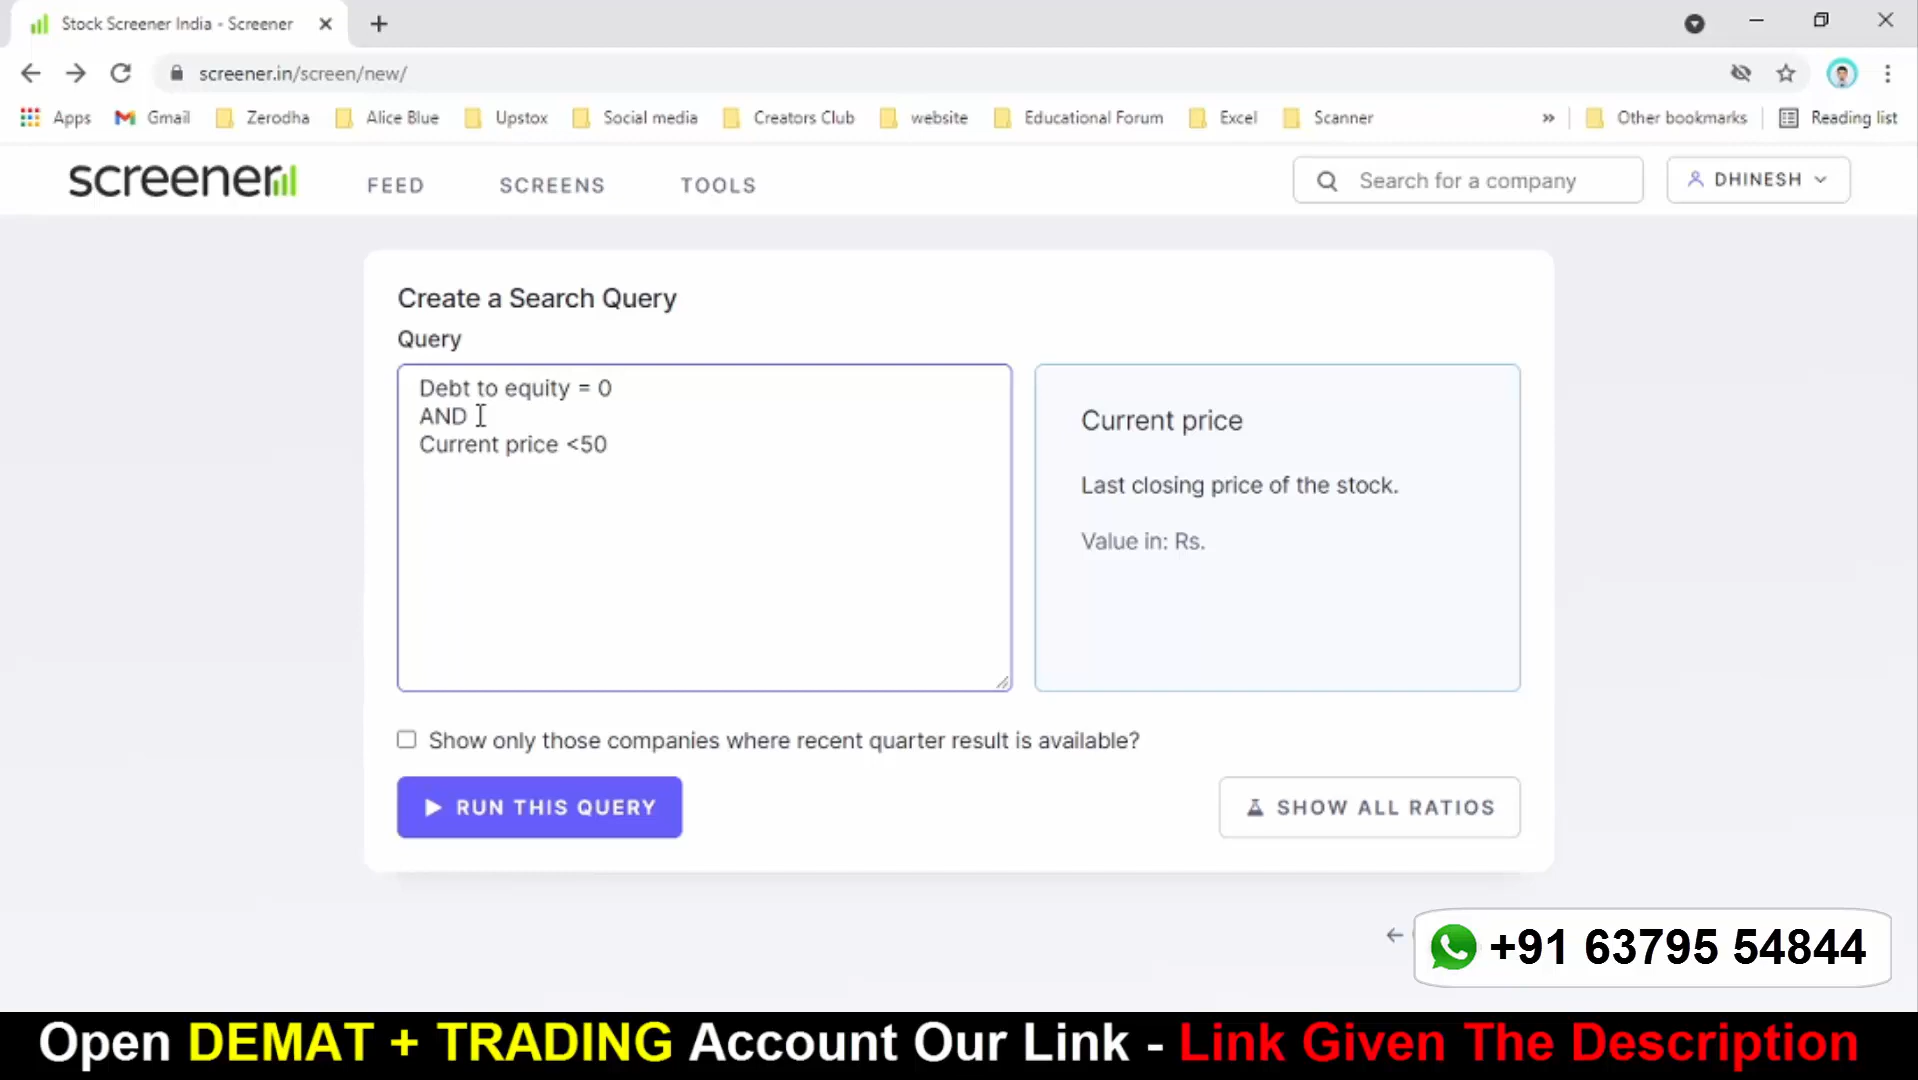 Stock Screener India - Screener
screener.in/screen/new/
Apps Gmail Zerodha Alice Blue Upstox Social media Creators Club website Educational Forum Excel Scanner » Other bookmarks Reading list
screener FEED SCREENS TOOLS Search for a company DHINESH
Create a Search Query
Query
Debt to equity = 0
AND
Current price <50
Current price
Last closing price of the stock.
Value in: Rs.
Show only those companies where recent quarter result is available?
RUN THIS QUERY
SHOW ALL RATIOS
+91 63795 54844
Open DEMAT + TRADING Account Our Link - Link Given The Description